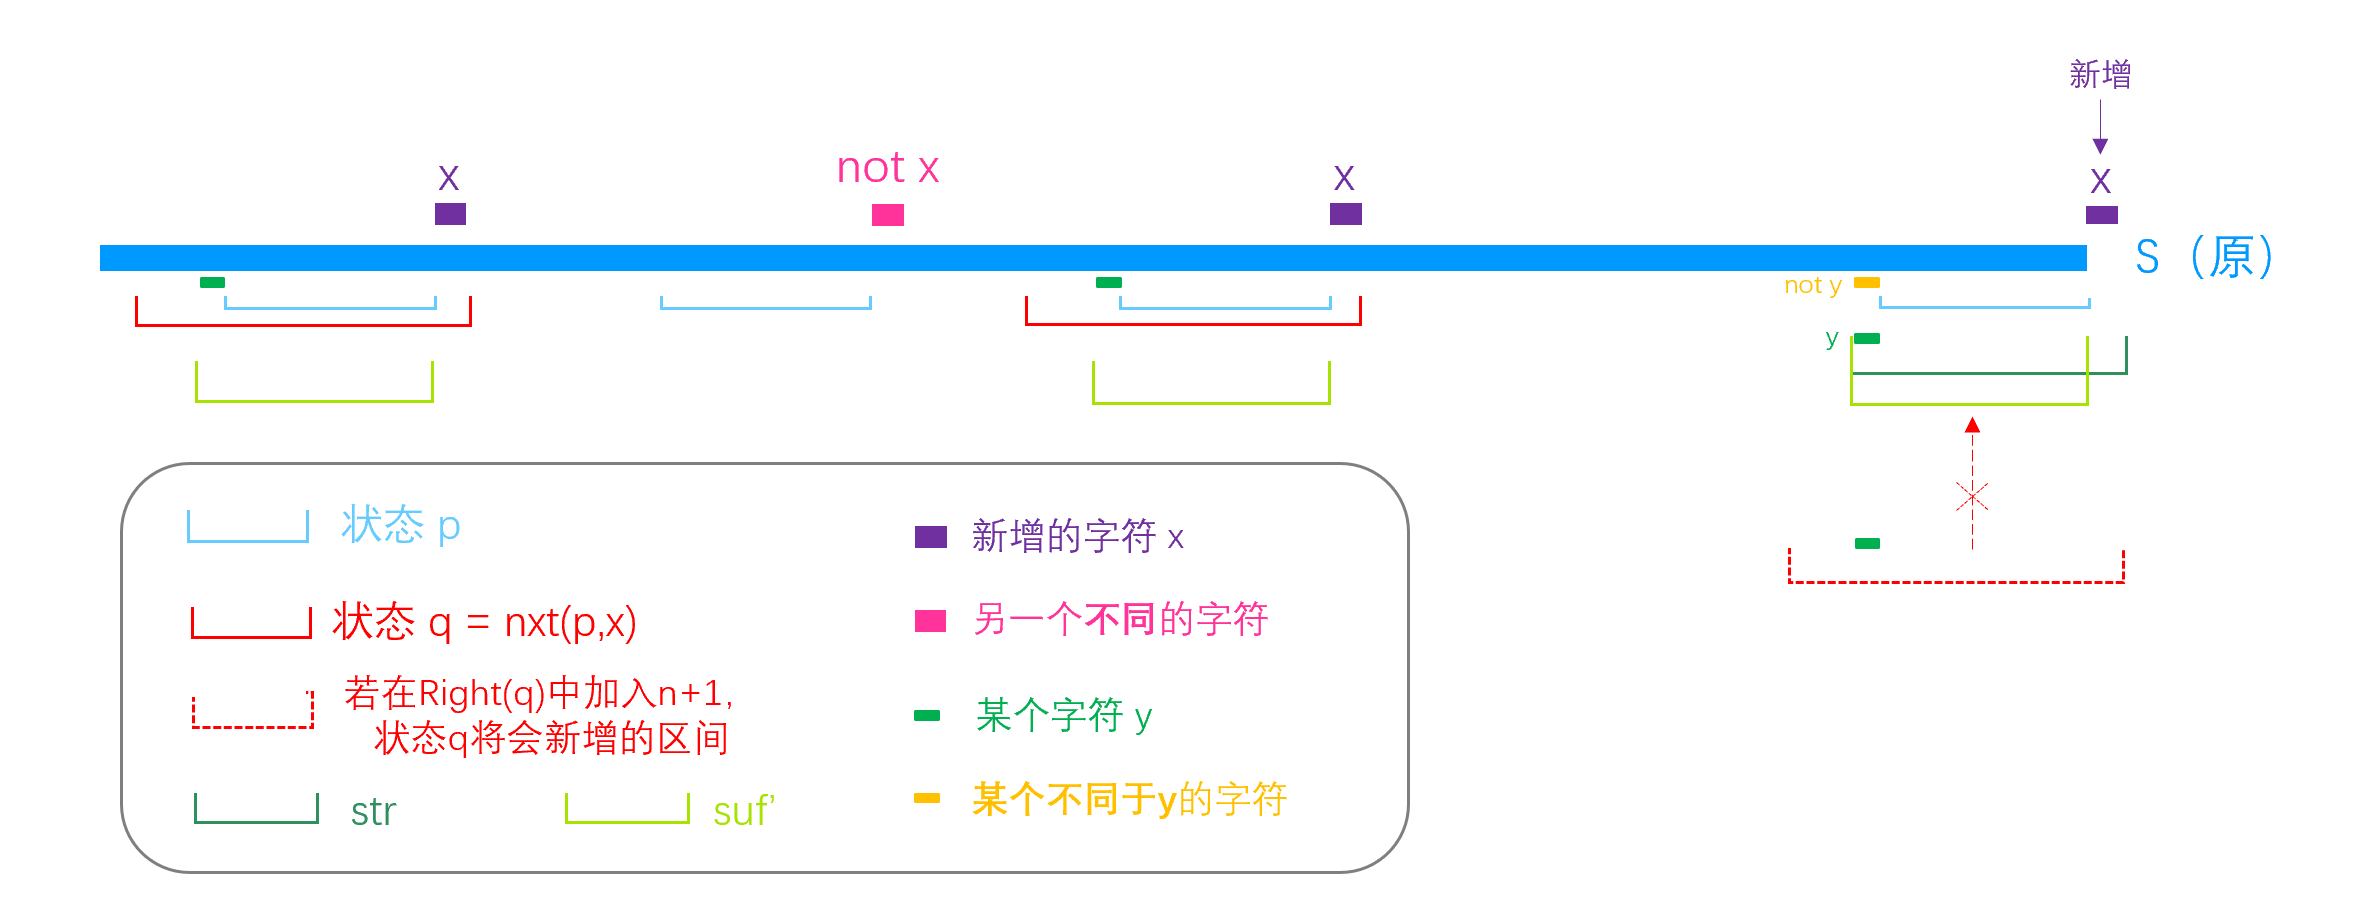 新增
x
not x
x
x
S（原）
not y
y
状态 p
新增的字符 x
状态 q = nxt(p,x)
另一个不同的字符
若在Right(q)中加入n+1,
状态q将会新增的区间
某个字符 y
str
suf’
某个不同于y的字符